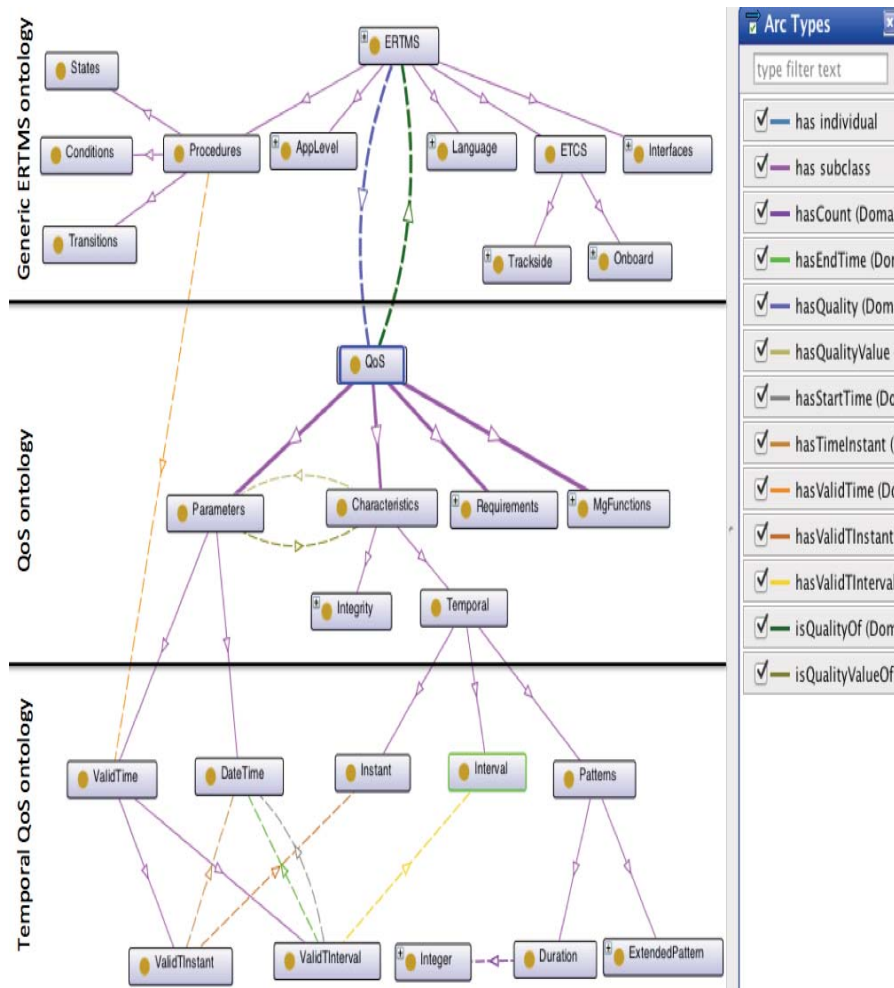 Generic ERTMS ontology
ERTMS
States
Conditions
Procedures
AppLevel
Language
ETCS
Interfaces
Transitions
Trackside
Onboard
QoS ontology
QoS
Parameters
Characteristics
Requirements
MgFunctions
Integrity
Temporal
Temporal QoS ontology
ValidTime
DateTime
Instant
Interval
Patterns
ValidTInstant
ValidTInterval
Integer
Duration
ExtendedPattern
Arc Types
type filter text
has individual
has subclass
hasCount (Doma
hasEndTime (Dor
hasQuality (Dom
hasQualityValue
hasStartTime (Do
hasTimeInstant (
hasValidTime (Do
hasValidTInstant
hasValidTInterval
isQualityOf (Dom
isQualityValueOf